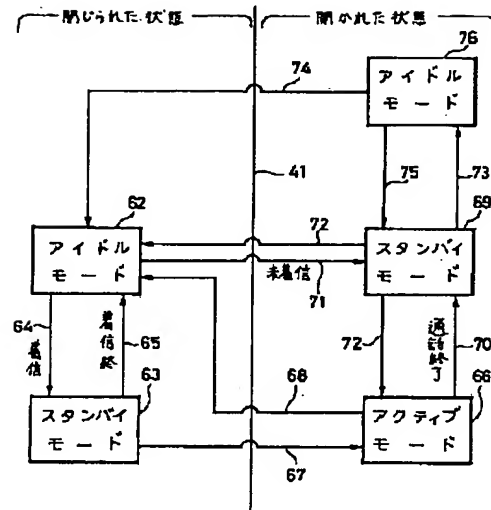 閉じられた状態
開かれた状態
76
アイドル
モード
74
41
75
73
62
69
アイドル
モード
72
スタンバイ
モード
未着信
71
64
着信
65
着信終
63
68
72
70
通話終了
66
スタンバイ
モード
アクティブ
モード
67